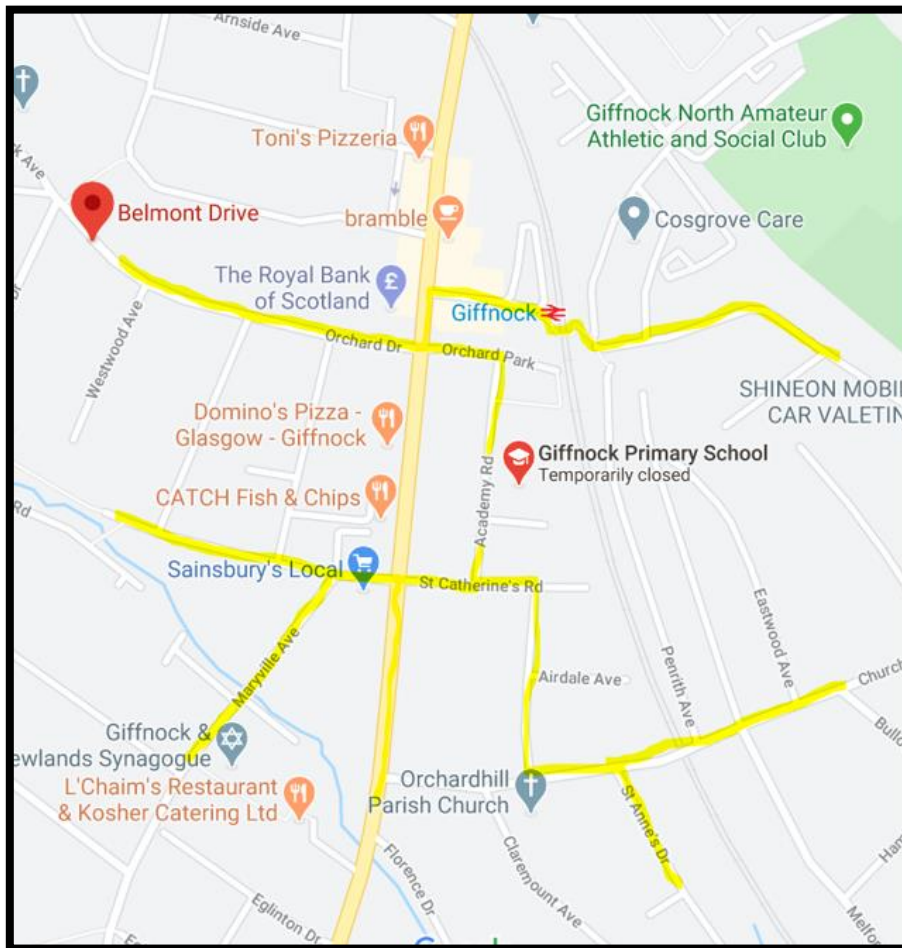 Arnside Ave
Giffnock North Amateur
Athletic and Social Club
Toni's Pizzeria
Belmont Drive
bramble
Cosgrove Care
The Royal Bank
of Scotland
£
Giffnock
Westwood Ave
Orchard Dr
Orchard Park
SHINEON MOBI
CAR VALETIN
Domino's Pizza -
Glasgow - Giffnock
Giffnock Primary School
Temporarily closed
CATCH Fish & Chips
Academy Rd
Rd
Sainsbury's Local
St Catherine's Rd
Eastwood Ave
Maryville Ave
Airdale Ave
Penrith Ave
Church
Giffnock &
ewlands Synagogue
Bullo
L'Chaim's Restaurant
& Kosher Catering Ltd
Orchardhill
Parish Church
St Anne's Dr
Florence Dr
Claremount Ave
Ham
Eglinton Dr
Melfor